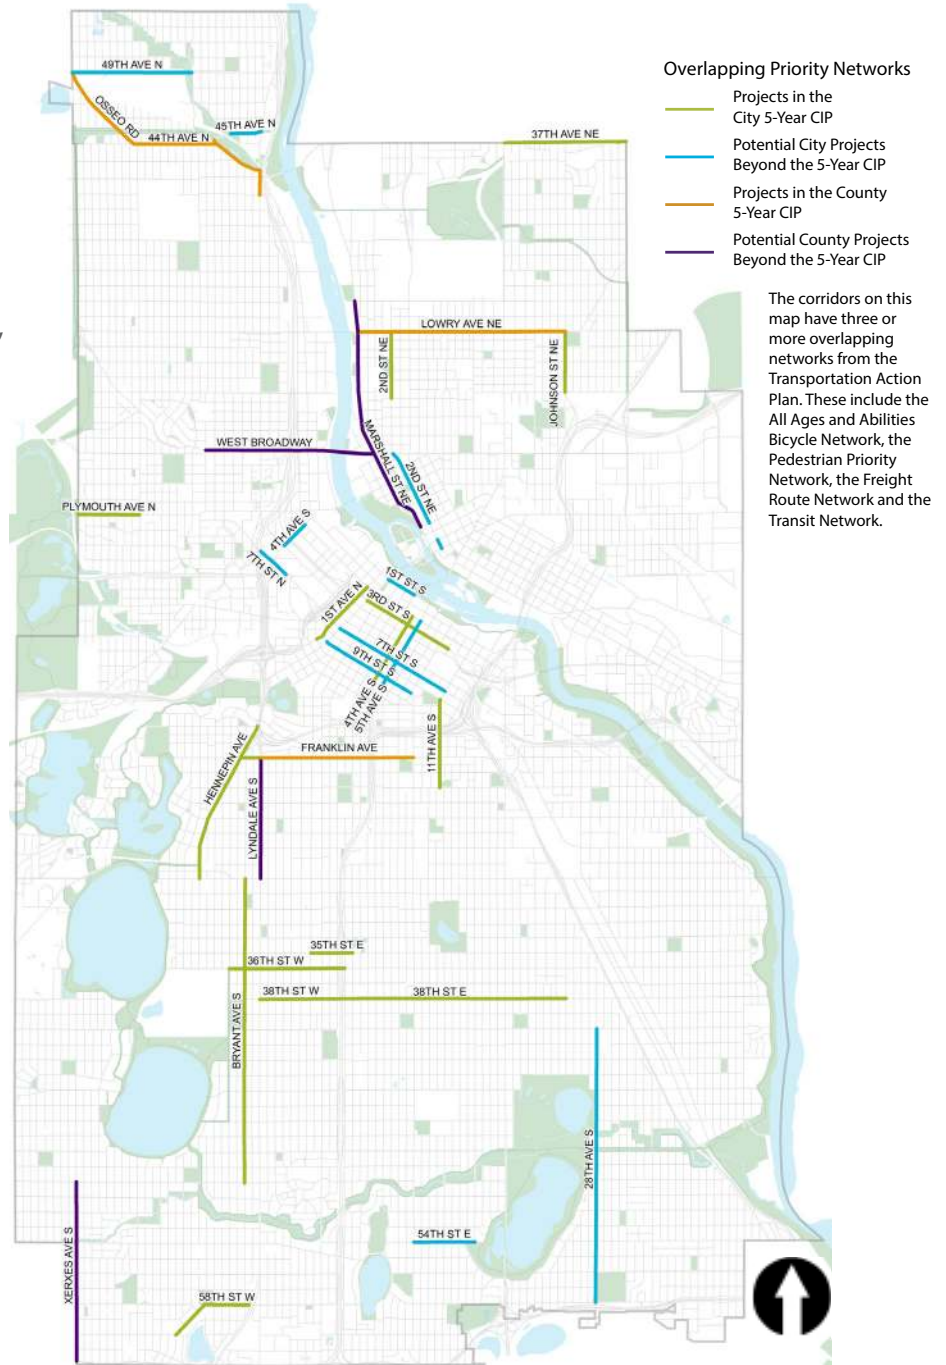 Overlapping Priority Networks
Projects in the
City 5-Year CIP
Potential City Projects
Beyond the 5-Year CIP
Projects in the County
5-Year CIP
Potential County Projects
Beyond the 5-Year CIP
The corridors on this
map have three or
more overlapping
networks from the
Transportation Action
Plan. These include the
All Ages and Abilities
Bicycle Network, the
Pedestrian Priority
Network, the Freight
Route Network and the
Transit Network.
49TH AVE N
OSSEO RD
44TH AVE N
45TH AVE N
37TH AVE NE
LOWRY AVE NE
2ND ST NE
JOHNSON ST NE
WEST BROADWAY
MARSHALL ST NE
2ND ST NE
PLYMOUTH AVE N
4TH AVE S
7TH ST N
1ST ST S
1ST AVE N
3RD ST S
7TH ST S
9TH ST S
4TH AVE S
5TH AVE S
11TH AVE S
HENNEPIN AVE
FRANKLIN AVE
LYNDALE AVE S
35TH ST E
36TH ST W
38TH ST W
38TH ST E
BRYANT AVE S
28TH AVE S
54TH ST E
XERXES AVE S
58TH ST W